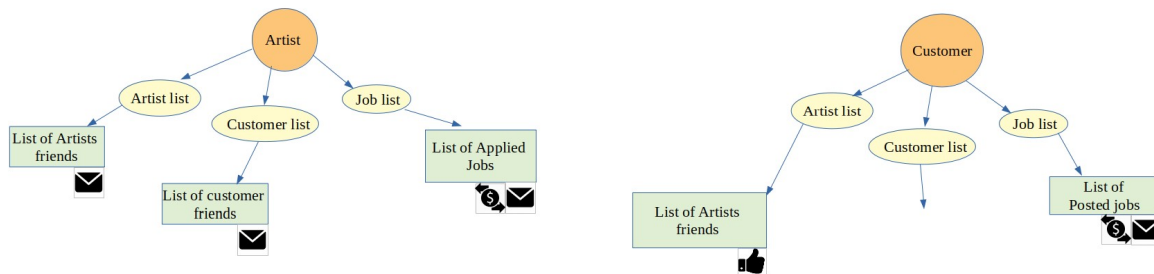 Artist
Artist list
Job list
Customer list
List of Artists
friends
List of Applied
Jobs
List of customer
friends
$
Customer
Artist list
Job list
Customer list
List of Artists
friends
List of
Posted jobs
$